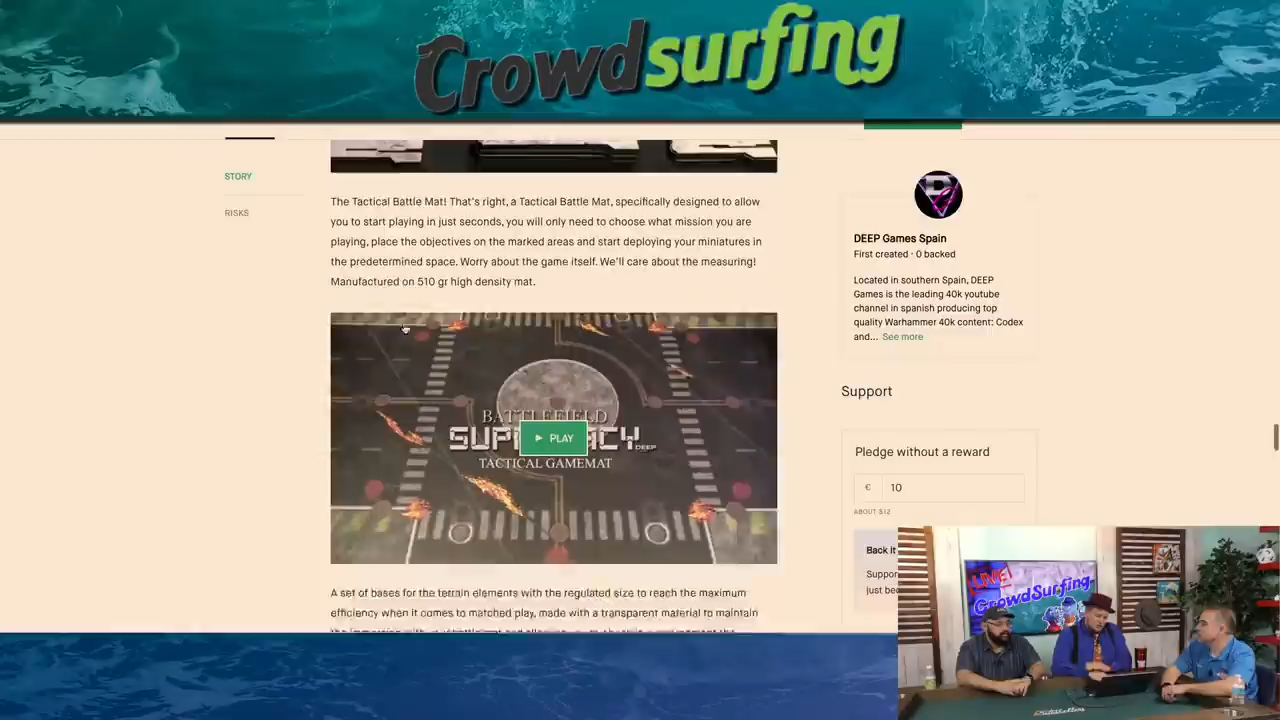 Crowdsurfing
STORY
RISKS
The Tactical Battle Mat! That's right, a Tactical Battle Mat, specifically designed to allow
you to start playing in just seconds, you will only need to choose what mission you are
playing, place the objectives on the marked areas and start deploying your miniatures in
the predetermined space. Worry about the game itself. We'll care about the measuring!
Manufactured on 510 gr high density mat.
BATTLEFIELD
PLAY
DEEP
TACTICAL GAMEMAT
A set of bases for the terrain elements with the regulated size to reach the maximum
efficiency when it comes to matched play, made with a transparent material to maintain
DEEP Games Spain
First created · 0 backed
Located in southern Spain, DEEP
Games is the leading 40k youtube
channel in spanish producing top
quality Warhammer 40k content: Codex
and... See more
Support
Pledge without a reward
€ 10
ABOUT $12
Back it
LIVE!
CrowdSurfing